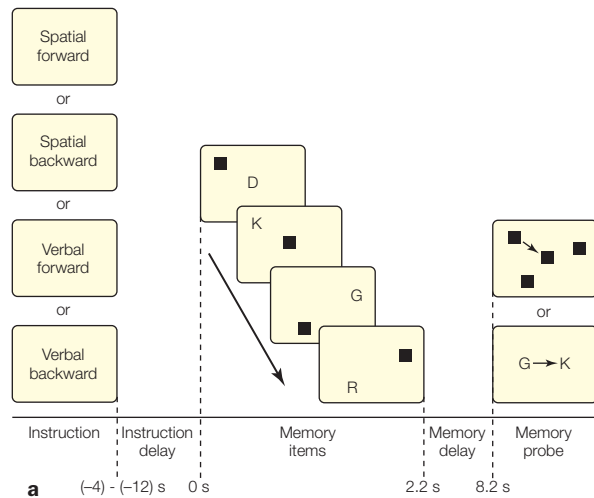 Spatial
forward
or
Spatial
backward
or
Verbal
forward
or
Verbal
backward
D
K
G
R
or
G → K
Instruction
Instruction
delay
Memory
items
Memory
delay
Memory
probe
a
(–4) - (–12) s
0 s
2.2 s
8.2 s